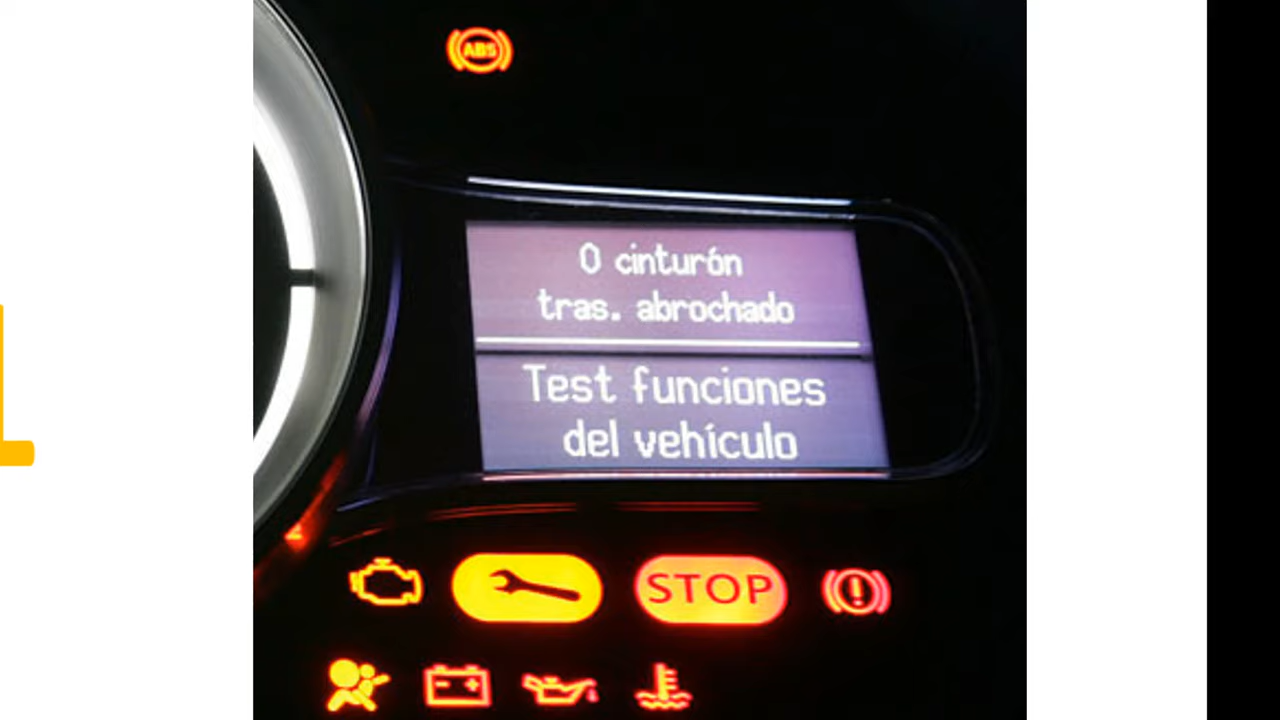 ABS
0 cinturón
tras. abrochado
Test funciones
del vehículo
STOP